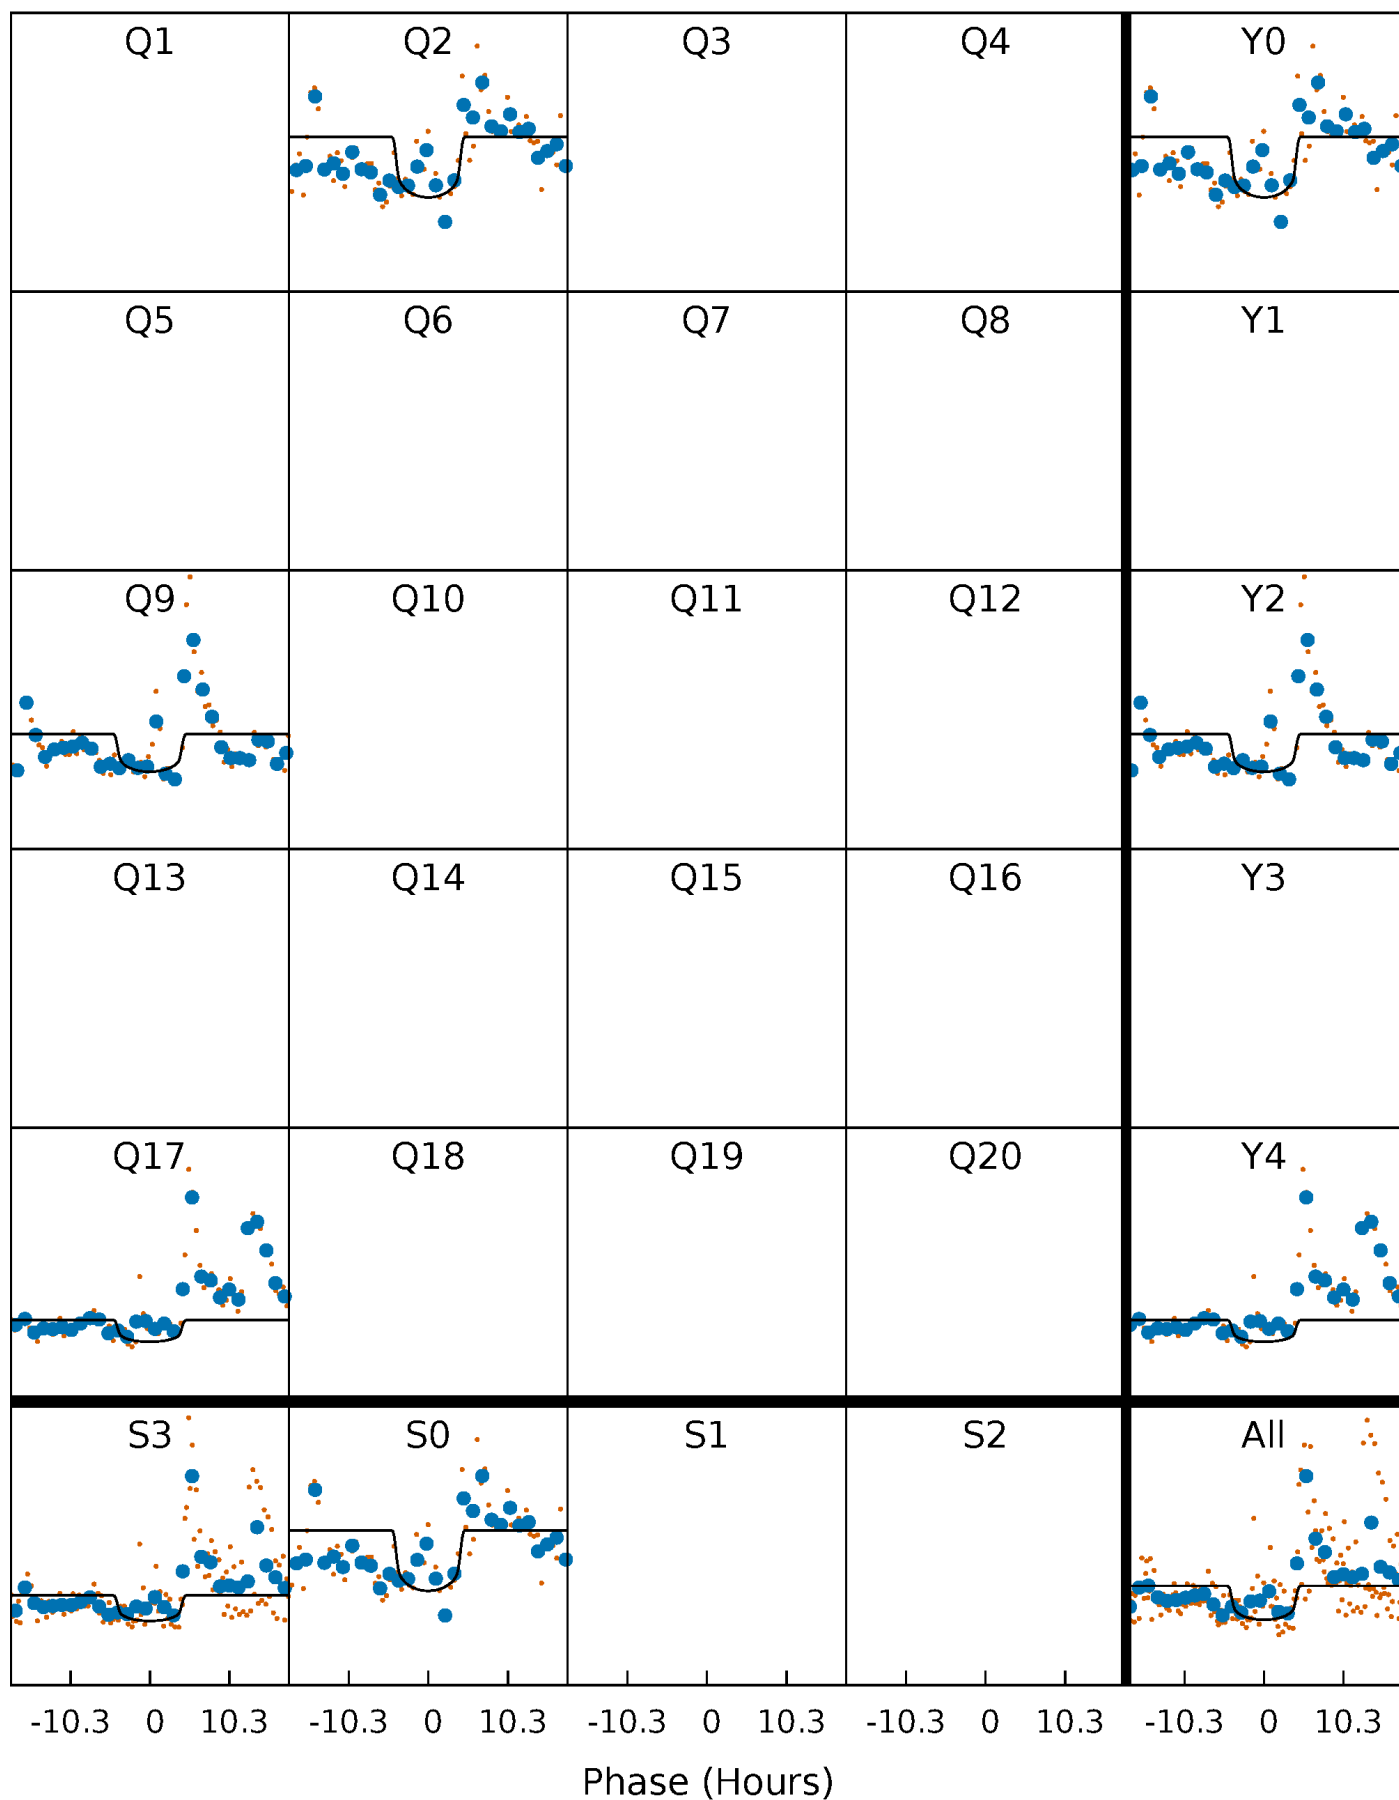 Q1 Q2 Q3 Q4 Y0
Q5 Q6 Q7 Q8 Y1
Q9 Q10 Q11 Q12 Y2
Q13 Q14 Q15 Q16 Y3
Q17 Q18 Q19 Q20 Y4
S3 S0 S1 S2 All
-10.3 0 10.3 -10.3 0 10.3 -10.3 0 10.3 -10.3 0 10.3 -10.3 0 10.3
Phase (Hours)